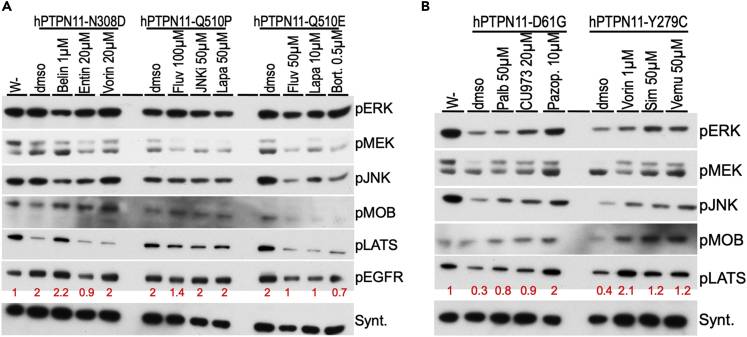 A
hPTPN11-N308D hPTPN11-Q510P hPTPN11-Q510E
W-
dmso
Belin 1µM
Entin 20µM
Vorin 20µM
dmso
Fluv 100µM
JNKi 50µM
Lapa 50µM
dmso
Fluv 50µM
Lapa 10µM
Bort. 0.5µM
pERK
pMEK
pJNK
pMOB
pLATS
pEGFR
1 2 2.2 0.9 2 2 1.4 2 2 2 1 1 0.7
Synt.
B
hPTPN11-D61G hPTPN11-Y279C
W-
dmso
Palb 50µM
CU973 20µM
Pazop. 10µM
dmso
Vorin 1µM
Sim 50µM
Vemu 50µM
pERK
pMEK
pJNK
pMOB
pLATS
1 0.3 0.8 0.9 2 0.4 2.1 1.2 1.2
Synt.